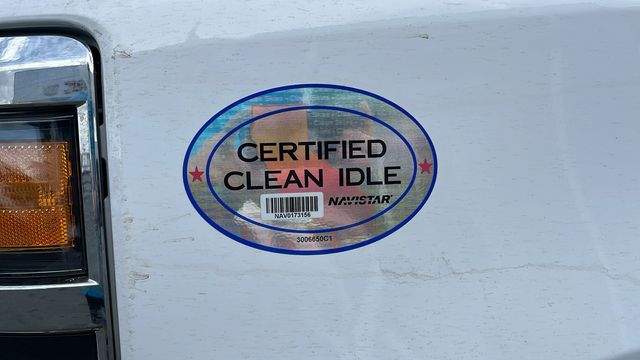 CERTIFIED
CLEAN IDLE
NAVISTAR
NAV0173156
3006650C1